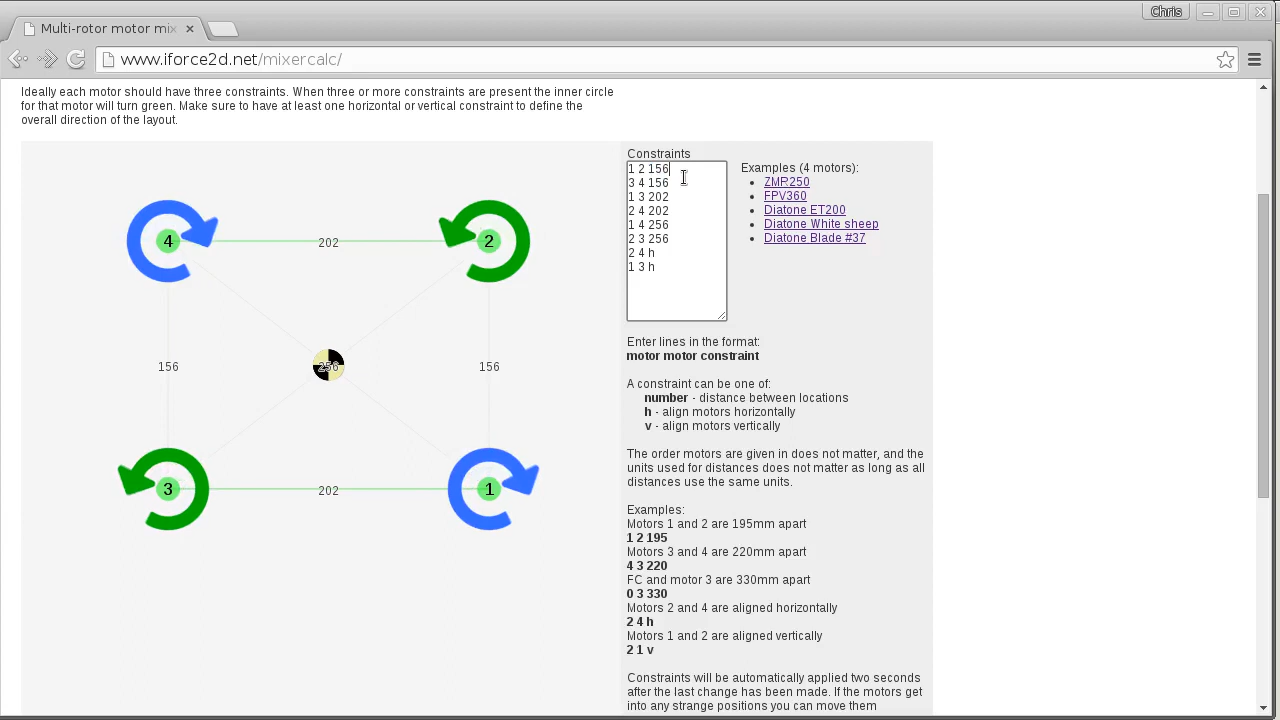 Chris
Multi-rotor motor mix
www.iforce2d.net/mixercalc/
Ideally each motor should have three constraints. When three or more constraints are present the inner circle
for that motor will turn green. Make sure to have at least one horizontal or vertical constraint to define the
overall direction of the layout.
4
202
2
156
256
156
3
202
1
Constraints
1 2 156
3 4 156
1 3 202
2 4 202
1 4 256
2 3 256
2 4 h
1 3 h
Examples (4 motors):
ZMR250
FPV360
Diatone ET200
Diatone White sheep
Diatone Blade #37
Enter lines in the format:
motor motor constraint
A constraint can be one of:
number - distance between locations
h - align motors horizontally
v - align motors vertically
The order motors are given in does not matter, and the
units used for distances does not matter as long as all
distances use the same units.
Examples:
Motors 1 and 2 are 195mm apart
1 2 195
Motors 3 and 4 are 220mm apart
4 3 220
FC and motor 3 are 330mm apart
0 3 330
Motors 2 and 4 are aligned horizontally
2 4 h
Motors 1 and 2 are aligned vertically
2 1 v
Constraints will be automatically applied two seconds
after the last change has been made. If the motors get
into any strange positions you can move them